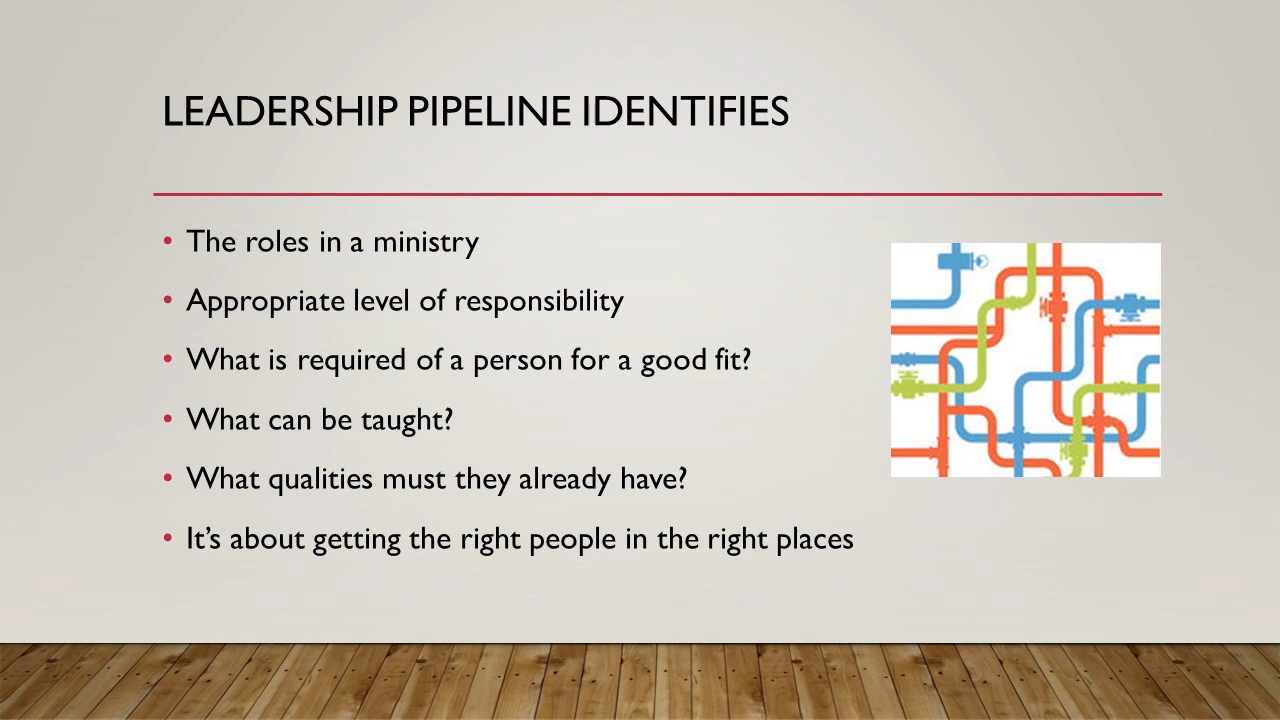 LEADERSHIP PIPELINE IDENTIFIES
• The roles in a ministry
• Appropriate level of responsibility
• What is required of a person for a good fit?
• What can be taught?
• What qualities must they already have?
• It’s about getting the right people in the right places